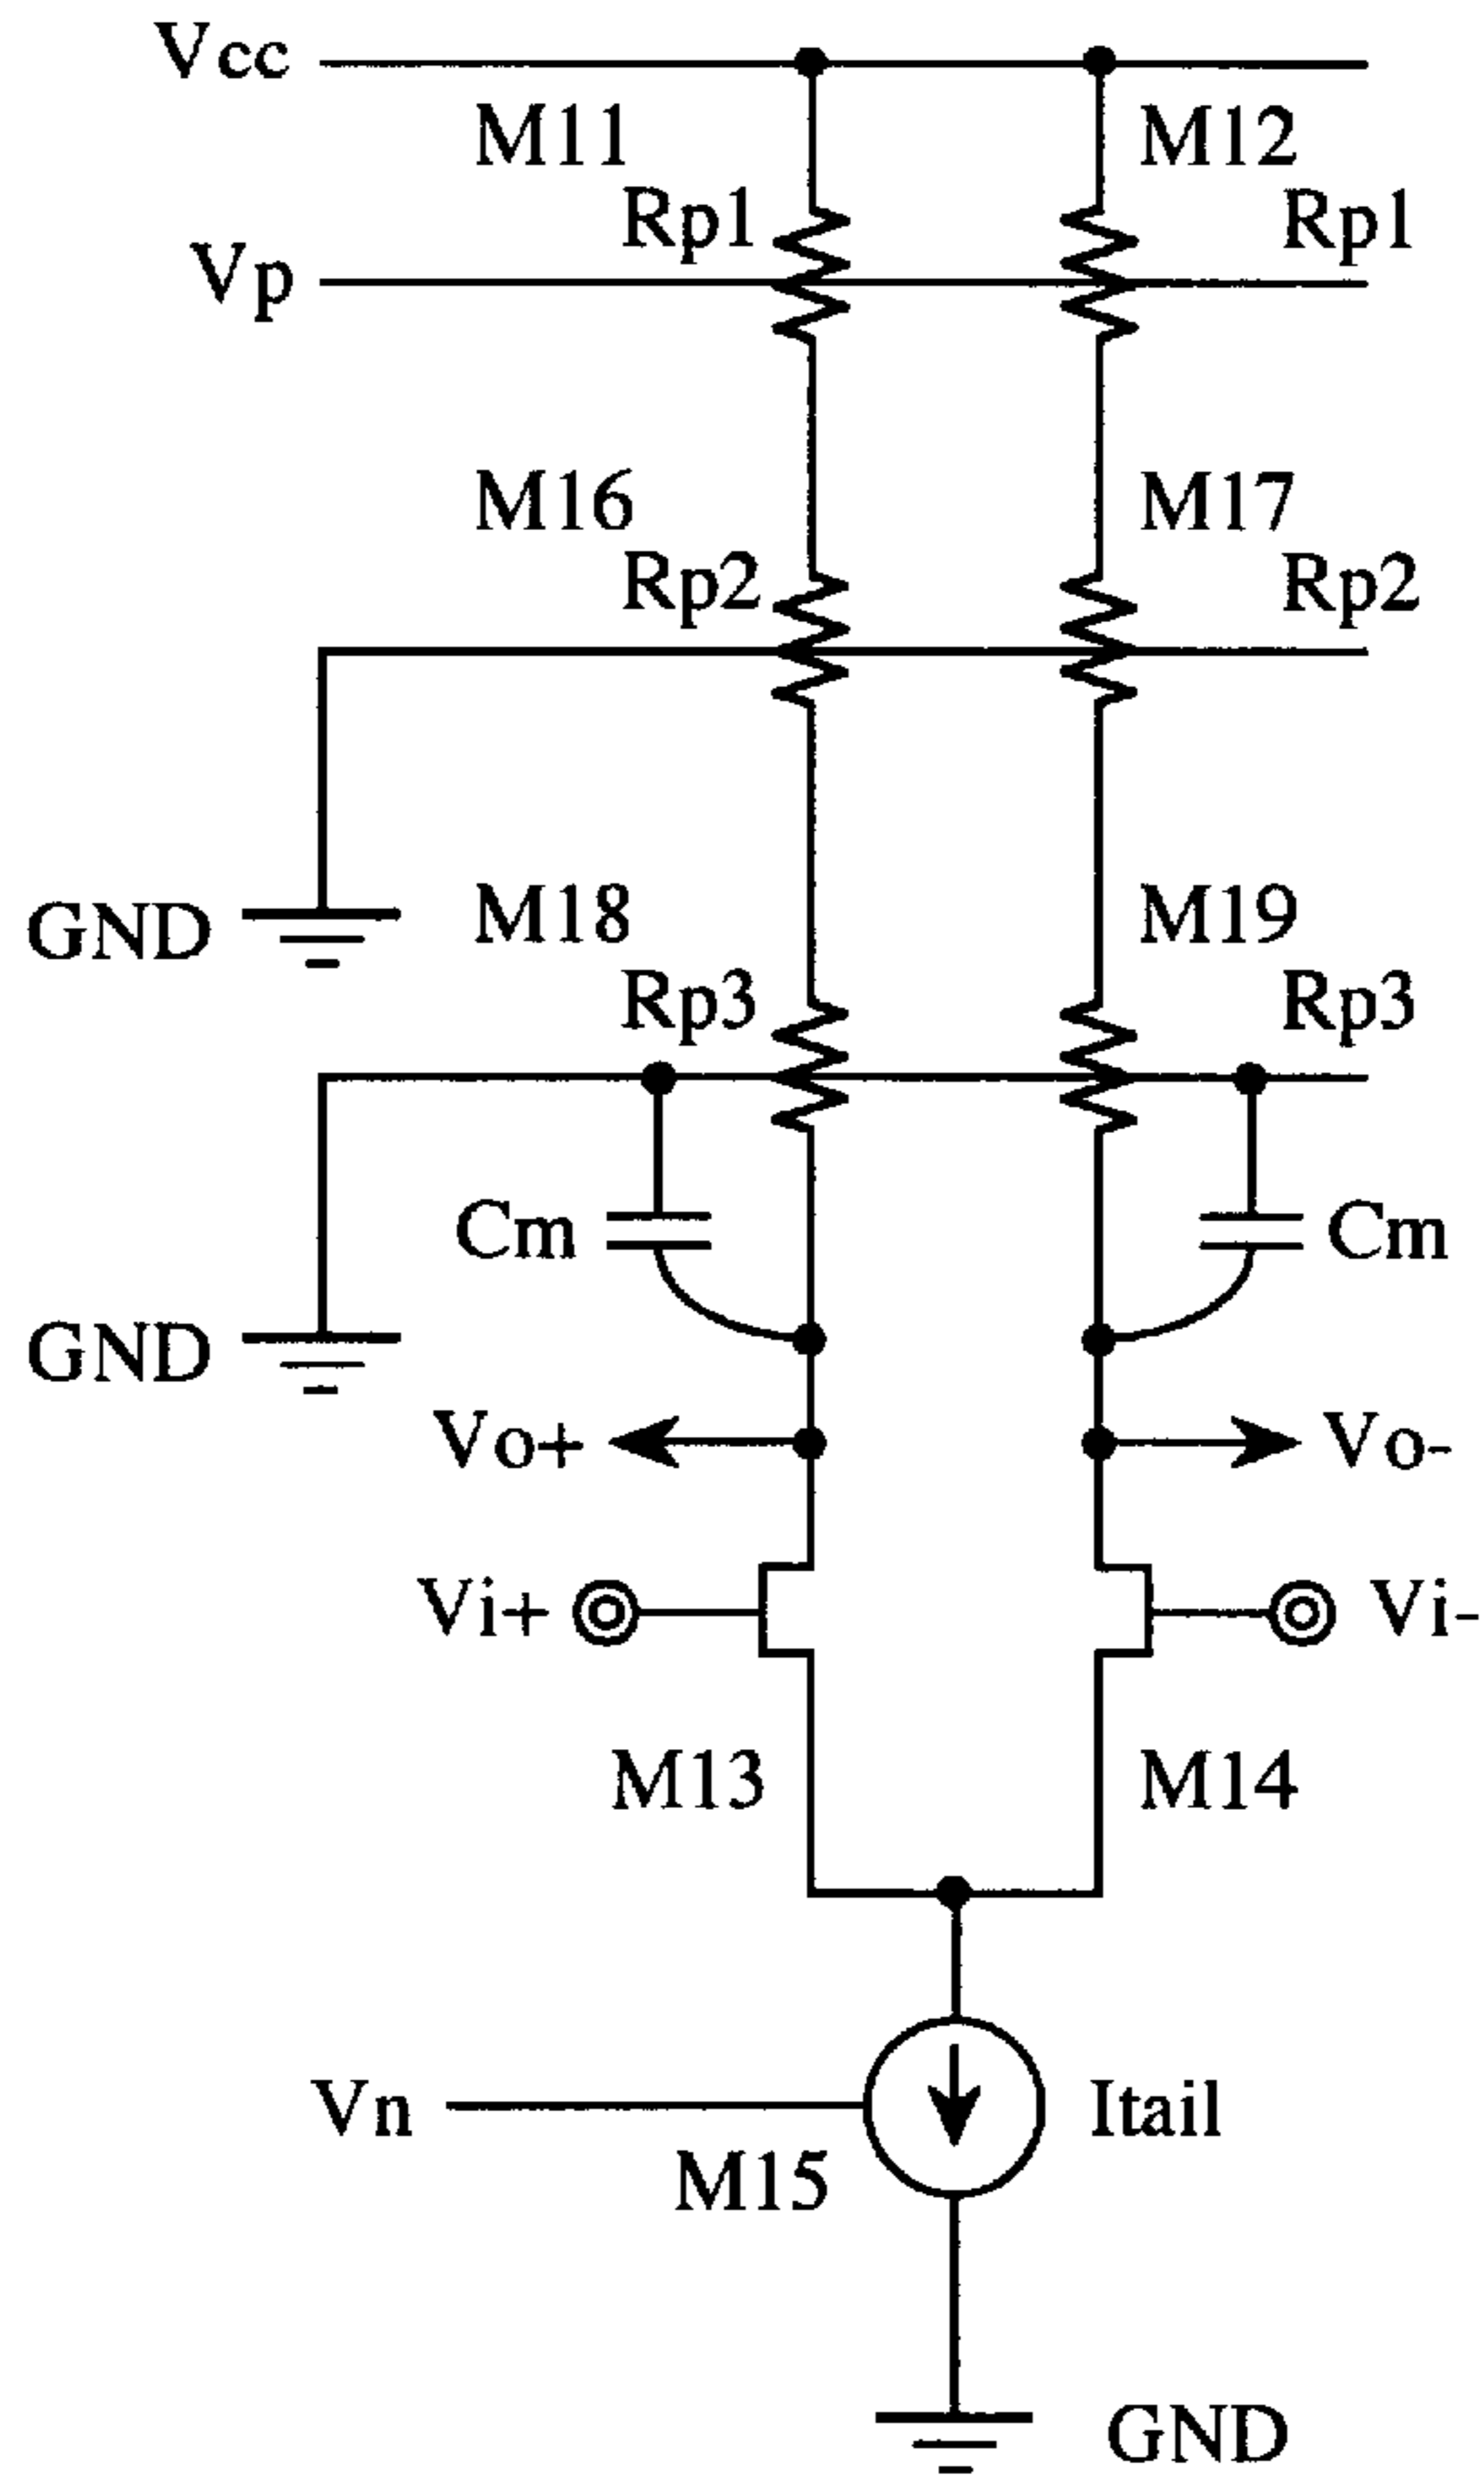 Vcc
M11
M12
Rp1
Rp1
Vp
M16
M17
Rp2
Rp2
GND
M18
M19
Rp3
Rp3
Cm
Cm
GND
Vo+
Vo-
Vi+
Vi-
M13
M14
Vn
Itail
M15
GND